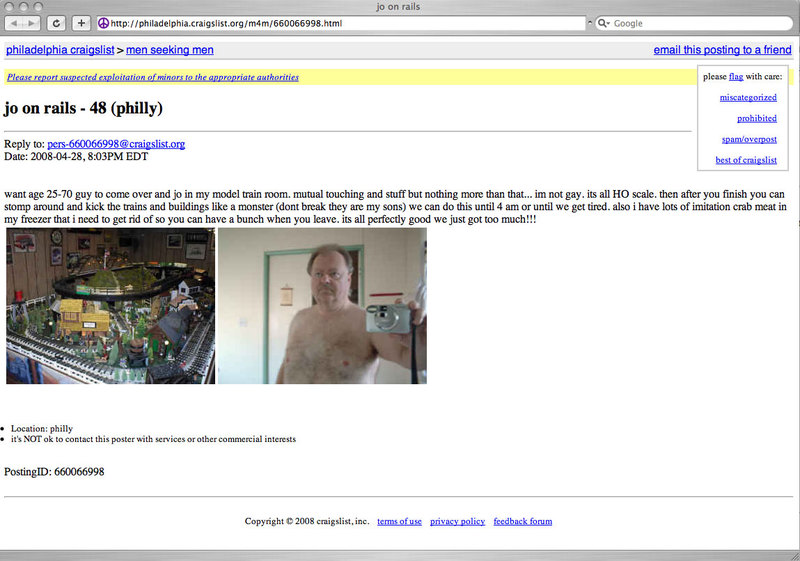 jo on rails
http://philadelphia.craigslist.org/m4m/660066998.html
Google
philadelphia craigslist > men seeking men
email this posting to a friend
Please report suspected exploitation of minors to the appropriate authorities
please flag with care:
miscategorized
prohibited
spam/overpost
best of craigslist
jo on rails - 48 (philly)
Reply to: pers-660066998@craigslist.org
Date: 2008-04-28, 8:03PM EDT
want age 25-70 guy to come over and jo in my model train room. mutual touching and stuff but nothing more than that... im not gay. its all HO scale. then after you finish you can
stomp around and kick the trains and buildings like a monster (dont break they are my sons) we can do this until 4 am or until we get tired. also i have lots of imitation crab meat in
my freezer that i need to get rid of so you can have a bunch when you leave. its all perfectly good we just got too much!!!
Location: philly
it's NOT ok to contact this poster with services or other commercial interests
PostingID: 660066998
Copyright © 2008 craigslist, inc. terms of use privacy policy feedback forum